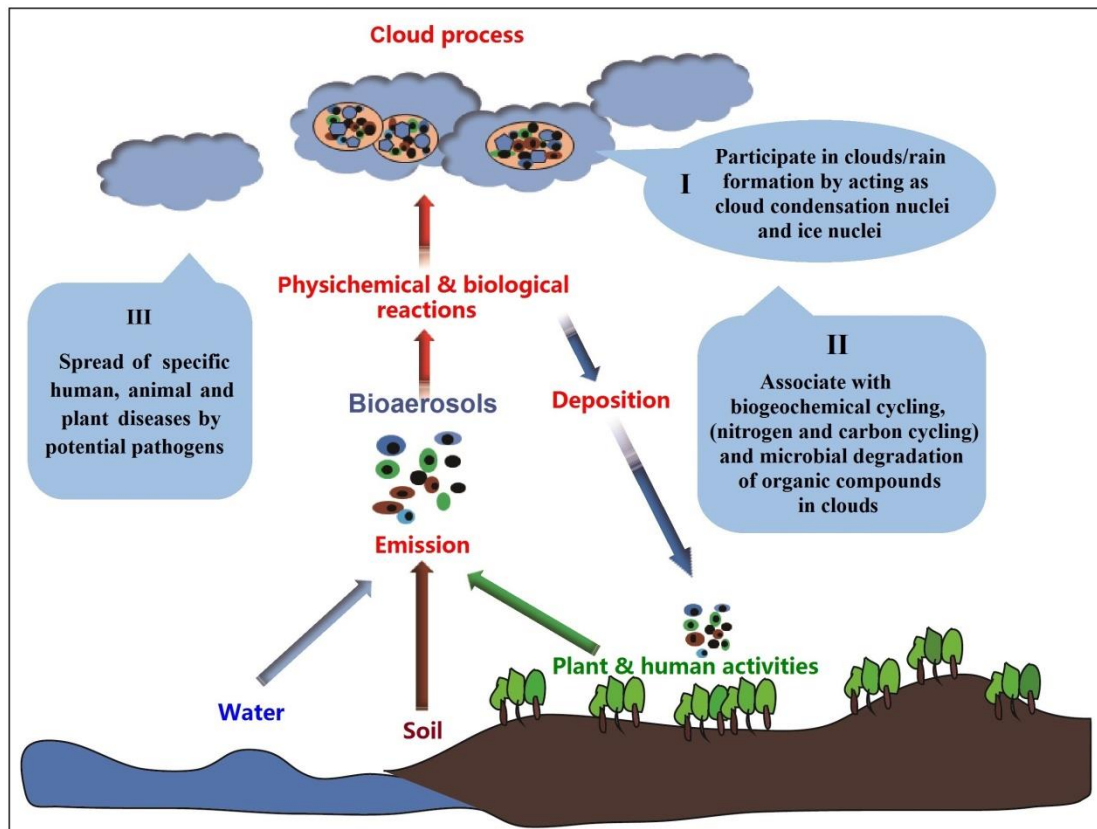 Cloud process
I
Participate in clouds/rain
formation by acting as
cloud condensation nuclei
and ice nuclei
Physichemical & biological
reactions
III
Spread of specific
human, animal and
plant diseases by
potential pathogens
II
Associate with
biogeochemical cycling,
(nitrogen and carbon cycling)
and microbial degradation
of organic compounds
in clouds
Bioaerosols
Deposition
Emission
Plant & human activities
Water
Soil